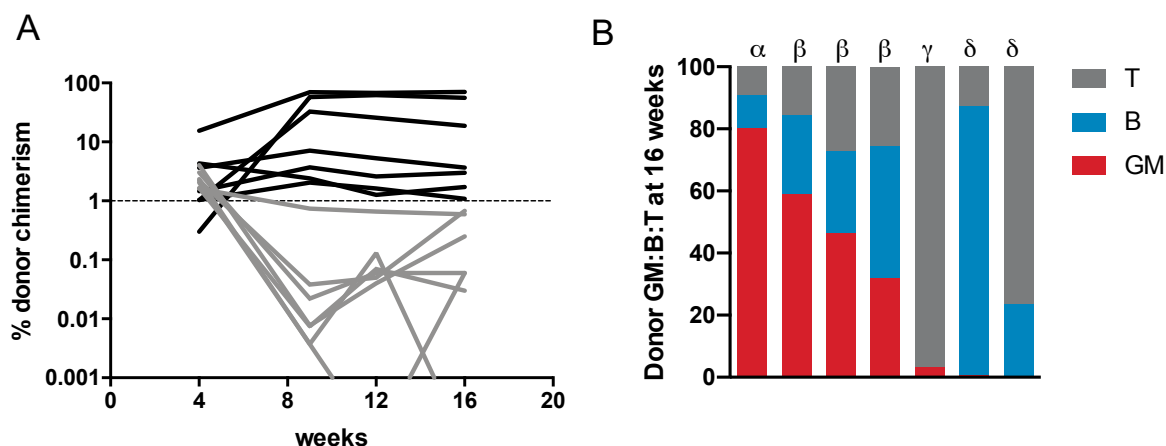 A
% donor chimerism
100
10
1
0.1
0.01
0.001
0 4 8 12 16 20
weeks
B
α β β β γ δ δ
Donor GM:B:T at 16 weeks
100
80
60
40
20
0
T
B
GM